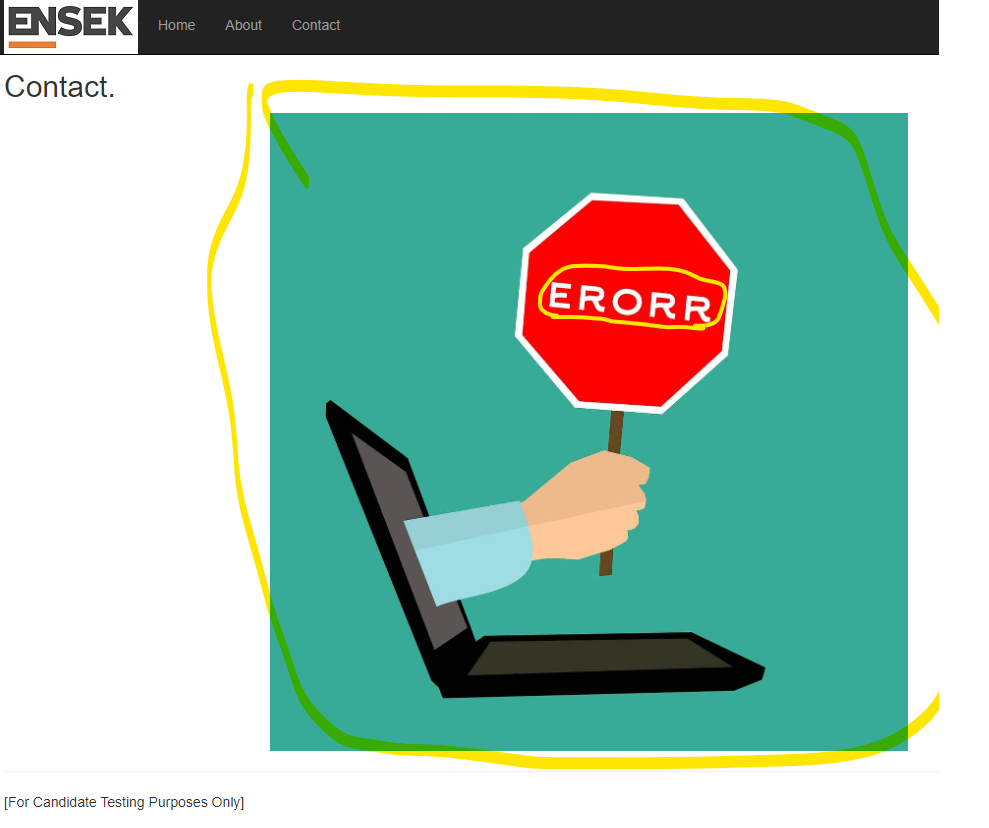 ENSEK Home About Contact
Contact.
ERORR
[For Candidate Testing Purposes Only]